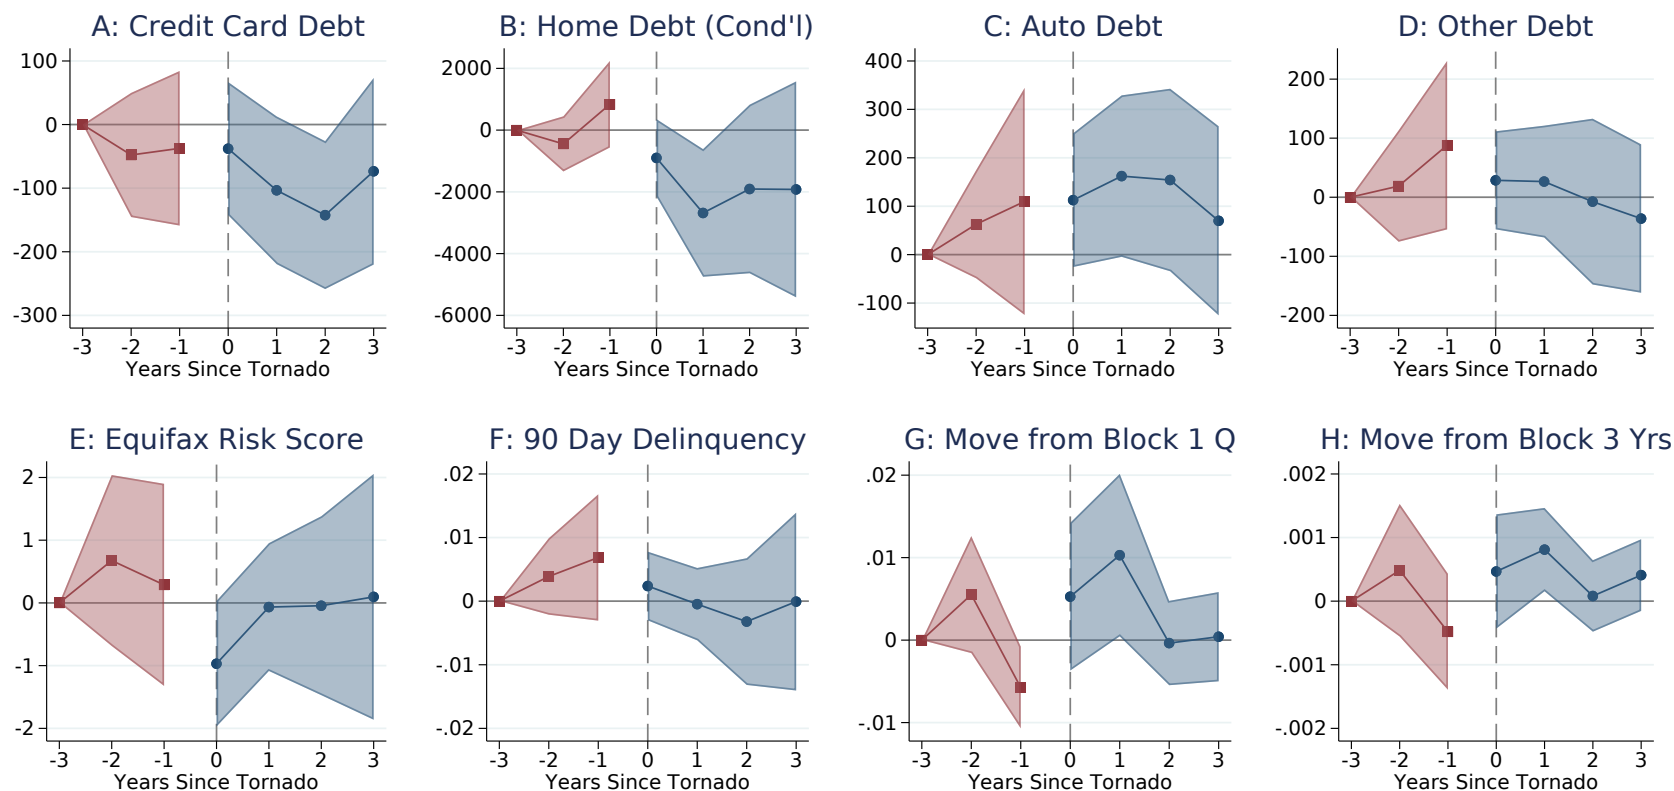 A: Credit Card Debt
100
0
-100
-200
-300
-3 -2 -1 0 1 2 3
Years Since Tornado
B: Home Debt (Cond'l)
2000
0
-2000
-4000
-6000
-3 -2 -1 0 1 2 3
Years Since Tornado
C: Auto Debt
400
300
200
100
0
-100
-3 -2 -1 0 1 2 3
Years Since Tornado
D: Other Debt
200
100
0
-100
-200
-3 -2 -1 0 1 2 3
Years Since Tornado
E: Equifax Risk Score
2
1
0
-1
-2
-3 -2 -1 0 1 2 3
Years Since Tornado
F: 90 Day Delinquency
.02
.01
0
-.01
-.02
-3 -2 -1 0 1 2 3
Years Since Tornado
G: Move from Block 1 Q
.02
.01
0
-.01
-3 -2 -1 0 1 2 3
Years Since Tornado
H: Move from Block 3 Yrs
.002
.001
0
-.001
-.002
-3 -2 -1 0 1 2 3
Years Since Tornado